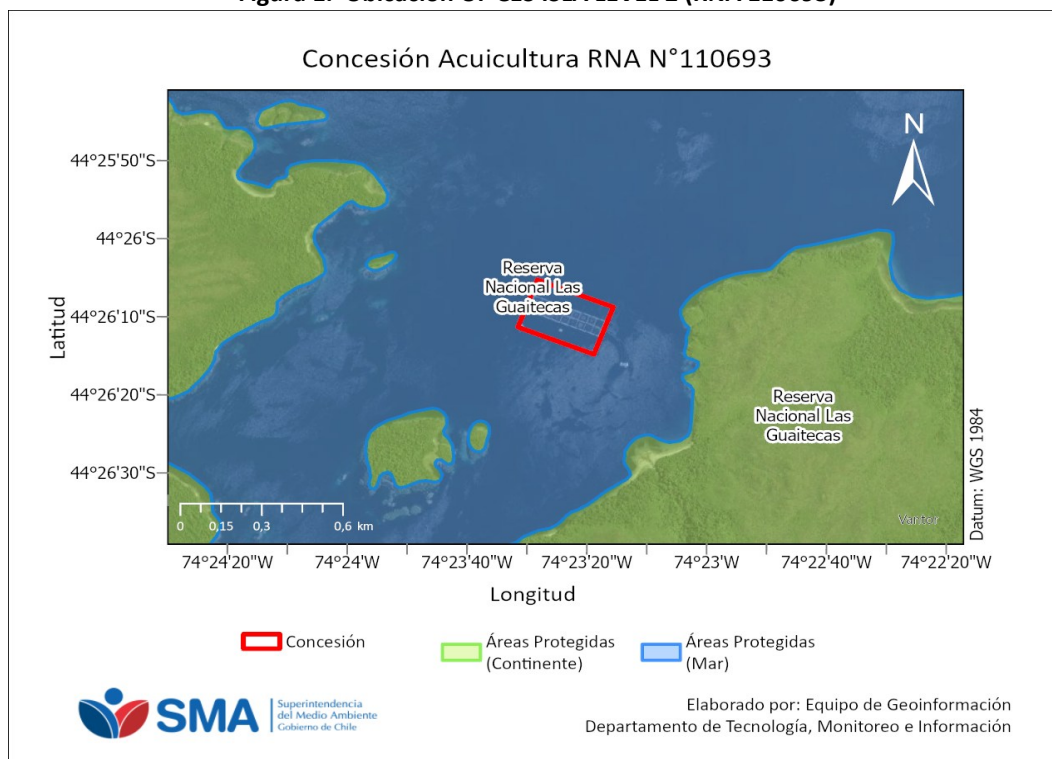 Concesión Acuicultura RNA N°110693
N
44°25'50"S
44°26'S
44°26'10"S
44°26'20"S
44°26'30"S
Latitud
Reserva
Nacional Las
Guaitecas
Reserva
Nacional Las
Guaitecas
Datum: WGS 1984
Vantor
0 0,15 0,3 0,6 km
74°24'20"W 74°24'W 74°23'40"W 74°23'20"W 74°23'W 74°22'40"W 74°22'20"W
Longitud
Concesión
Áreas Protegidas
(Continente)
Áreas Protegidas
(Mar)
SMA
Superintendencia
del Medio Ambiente
Gobierno de Chile
Elaborado por: Equipo de Geoinformación
Departamento de Tecnología, Monitoreo e Información